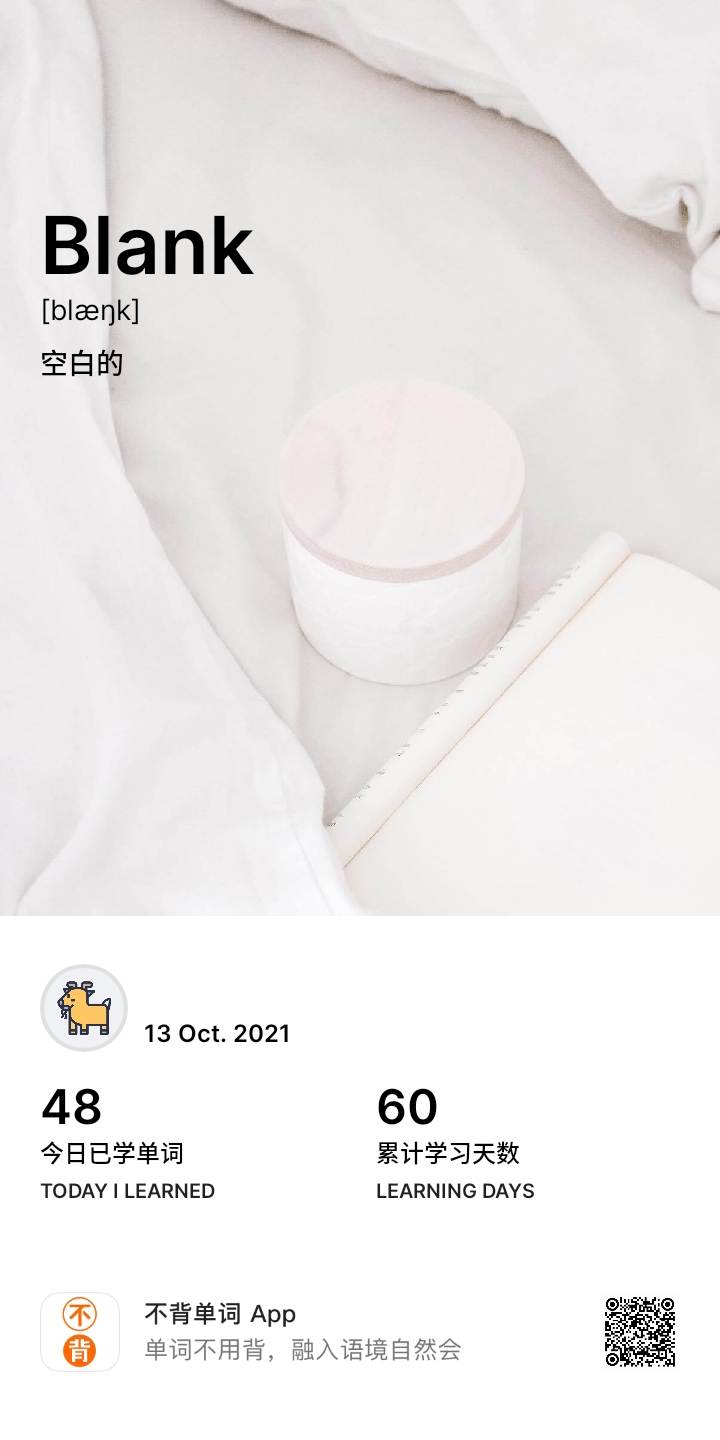 Blank
[blæŋk]
空白的
13 Oct. 2021
48
今日已学单词
TODAY I LEARNED
60
累计学习天数
LEARNING DAYS
不
背
不背单词 App
单词不用背，融入语境自然会